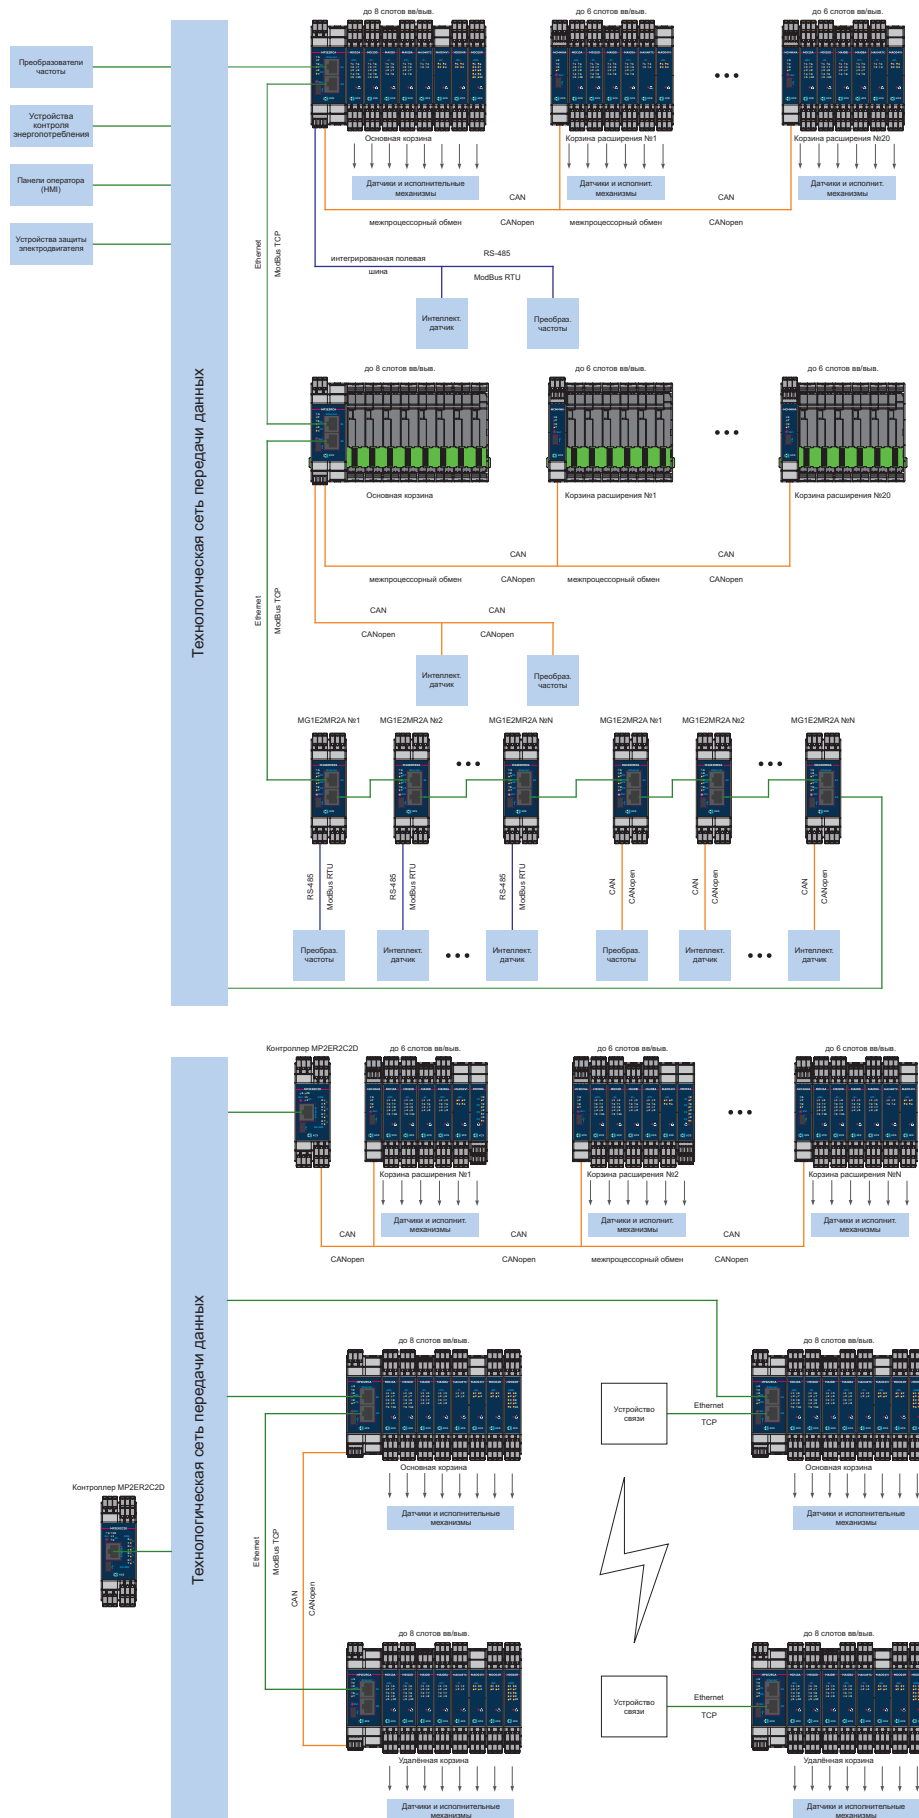 до 8 слотов вв/выв.
до 6 слотов вв/выв.
до 6 слотов вв/выв.
Преобразователи
частоты
Устройства
контроля
энергопотребления
Панели оператора
(HMI)
Устройства защиты
электродвигателя
Технологическая сеть передачи данных
Основная корзина
Корзина расширения №1
Корзина расширения №20
Датчики и исполнительные
механизмы
Датчики и исполнит.
механизмы
Датчики и исполнит.
механизмы
CAN
CAN
межпроцессорный обмен
CANopen
межпроцессорный обмен
CANopen
Ethernet
ModBus TCP
интегрированная полевая
шина
RS-485
ModBus RTU
Интеллект.
датчик
Преобраз.
частоты
до 8 слотов вв/выв.
до 6 слотов вв/выв.
до 6 слотов вв/выв.
Основная корзина
Корзина расширения №1
Корзина расширения №20
CAN
CAN
межпроцессорный обмен
CANopen
межпроцессорный обмен
CANopen
Ethernet
ModBus TCP
CAN
CAN
CANopen
CANopen
Интеллект.
датчик
Преобраз.
частоты
MG1E2MR2A №1
MG1E2MR2A №2
MG1E2MR2A №N
MG1E2MR2A №1
MG1E2MR2A №2
MG1E2MR2A №N
RS-485
ModBus RTU
RS-485
ModBus RTU
RS-485
ModBus RTU
CAN
CANopen
CAN
CANopen
CAN
CANopen
Преобраз.
частоты
Интеллект.
датчик
Интеллект.
датчик
Преобраз.
частоты
Интеллект.
датчик
Интеллект.
датчик
Контроллер MP2ER2C2D
до 6 слотов вв/выв.
до 6 слотов вв/выв.
до 6 слотов вв/выв.
Корзина расширения №1
Корзина расширения №2
Корзина расширения №N
Датчики и исполнит.
механизмы
Датчики и исполнит.
механизмы
Датчики и исполнит.
механизмы
CAN
CAN
CAN
CANopen
CANopen
межпроцессорный обмен
CANopen
Технологическая сеть передачи данных
до 8 слотов вв/выв.
до 8 слотов вв/выв.
Устройство
связи
Ethernet
TCP
Основная корзина
Основная корзина
Датчики и исполнительные
механизмы
Датчики и исполнительные
механизмы
Контроллер MP2ER2C2D
Ethernet
ModBus TCP
CAN
CANopen
до 8 слотов вв/выв.
до 8 слотов вв/выв.
Устройство
связи
Ethernet
TCP
Удалённая корзина
Удалённая корзина
Датчики и исполнительные
механизмы
Датчики и исполнительные
механизмы